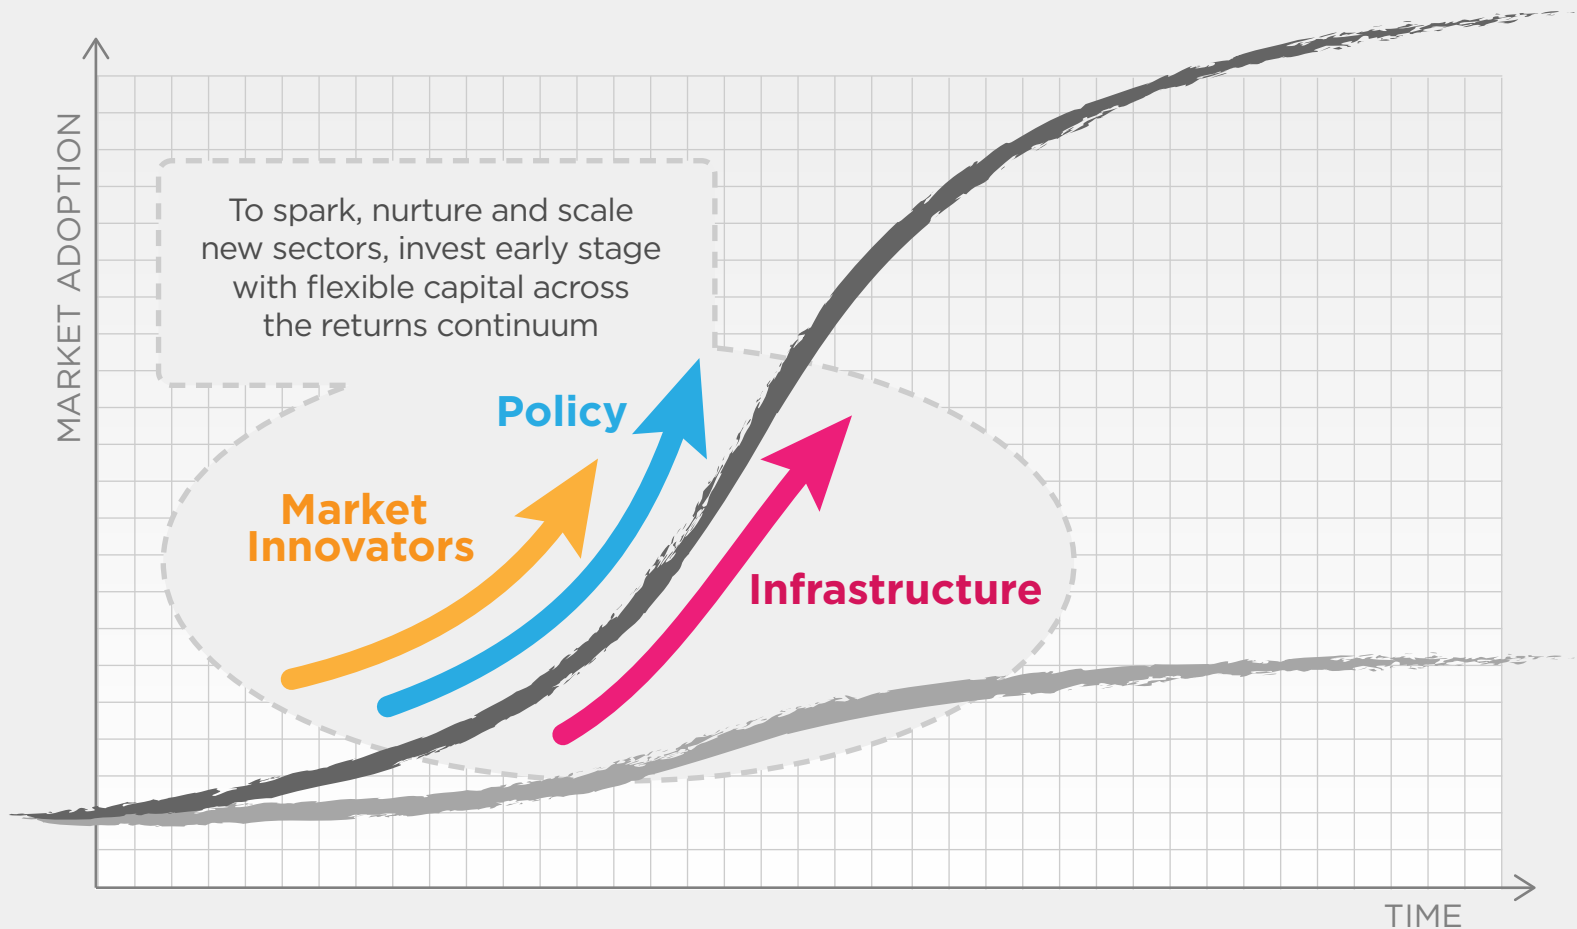 MARKET ADOPTION
To spark, nurture and scale
new sectors, invest early stage
with flexible capital across
the returns continuum
Policy
Market
Innovators
Infrastructure
TIME